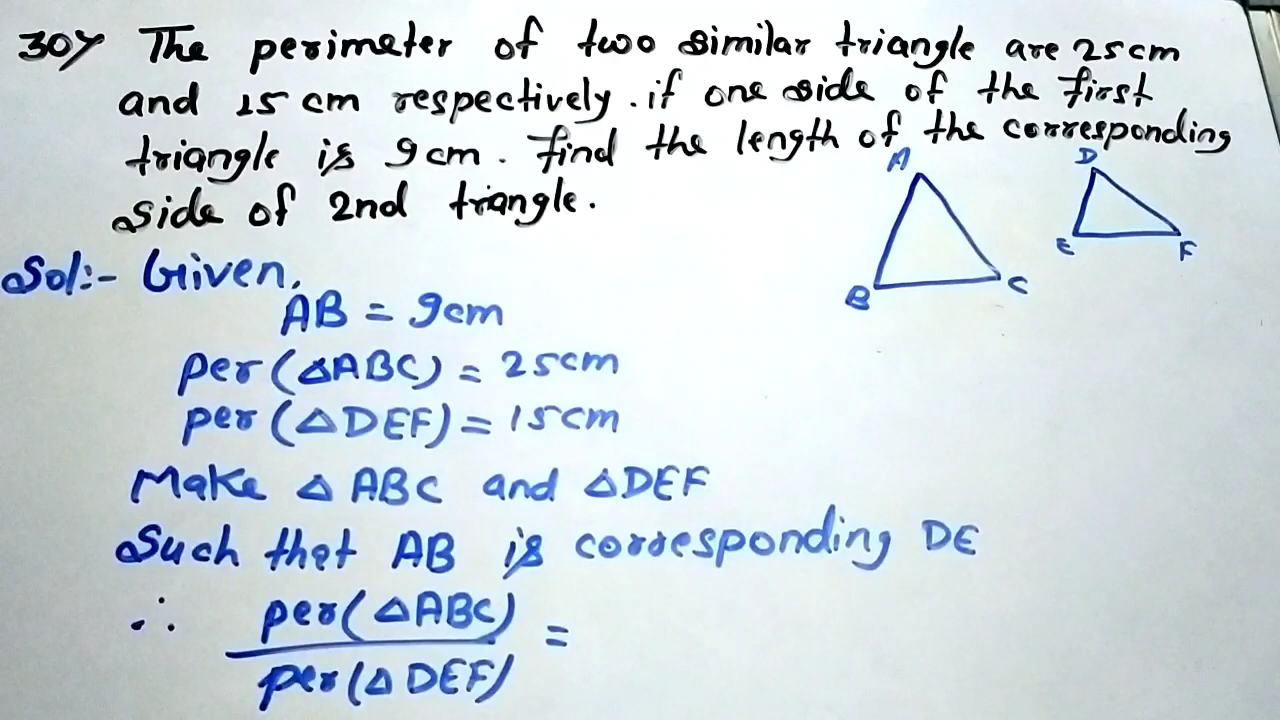 30> The perimeter of two similar triangle are 25cm
and 15 cm respectively. if one side of the first
triangle is 9cm. find the length of the corresponding
side of 2nd triangle.
A
B
C
D
E
F
Sol:- Given,
AB = 9cm
per(△ABC) = 25cm
per(△DEF) = 15cm
Make △ ABC and △DEF
Such that AB is corresponding DE
∴ per(△ABC) =
per(△DEF)